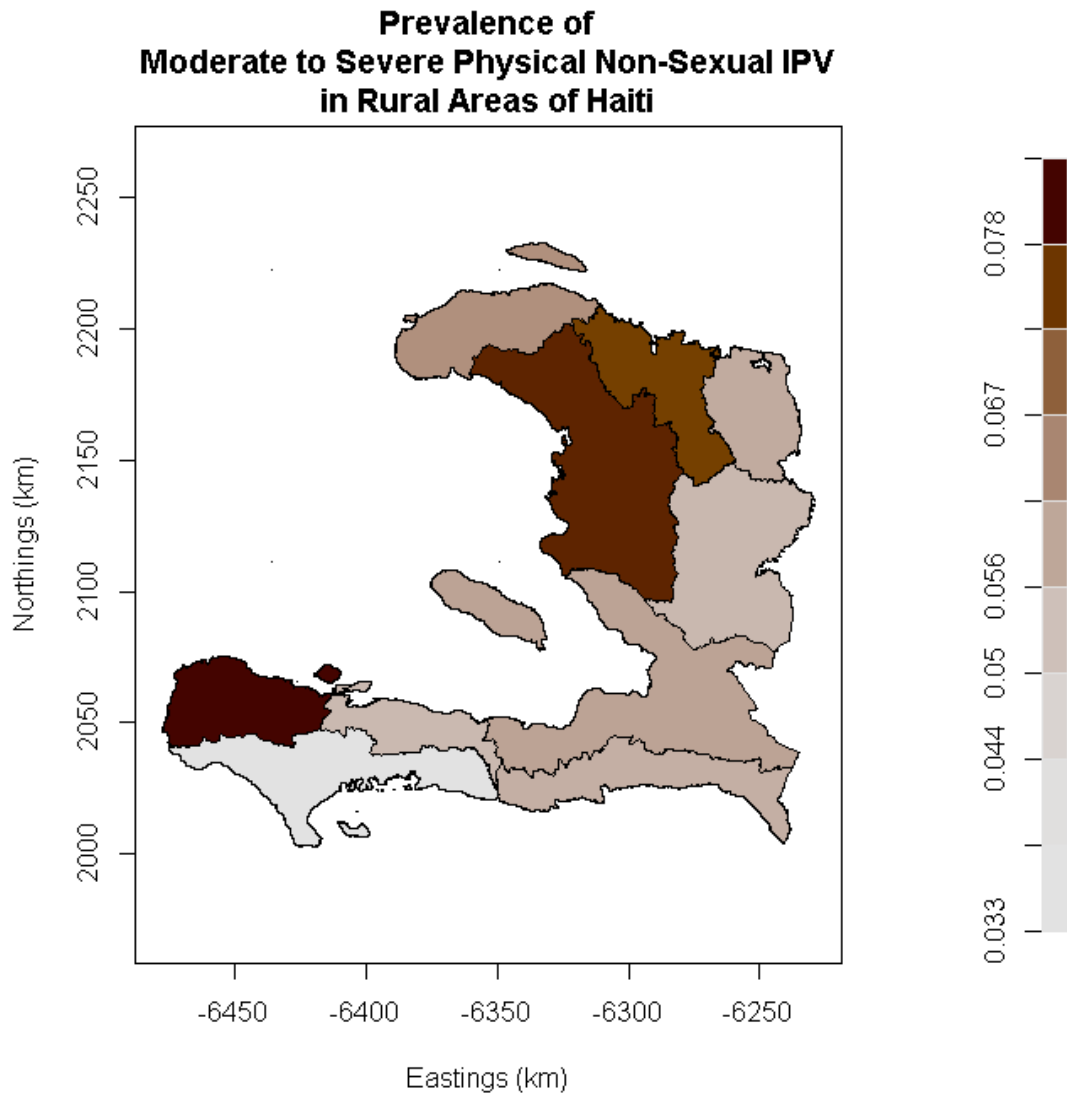 Prevalence of
Moderate to Severe Physical Non-Sexual IPV
in Rural Areas of Haiti
Northings (km)
2250
2200
2150
2100
2050
2000
-6450 -6400 -6350 -6300 -6250
Eastings (km)
0.078
0.067
0.056
0.05
0.044
0.033